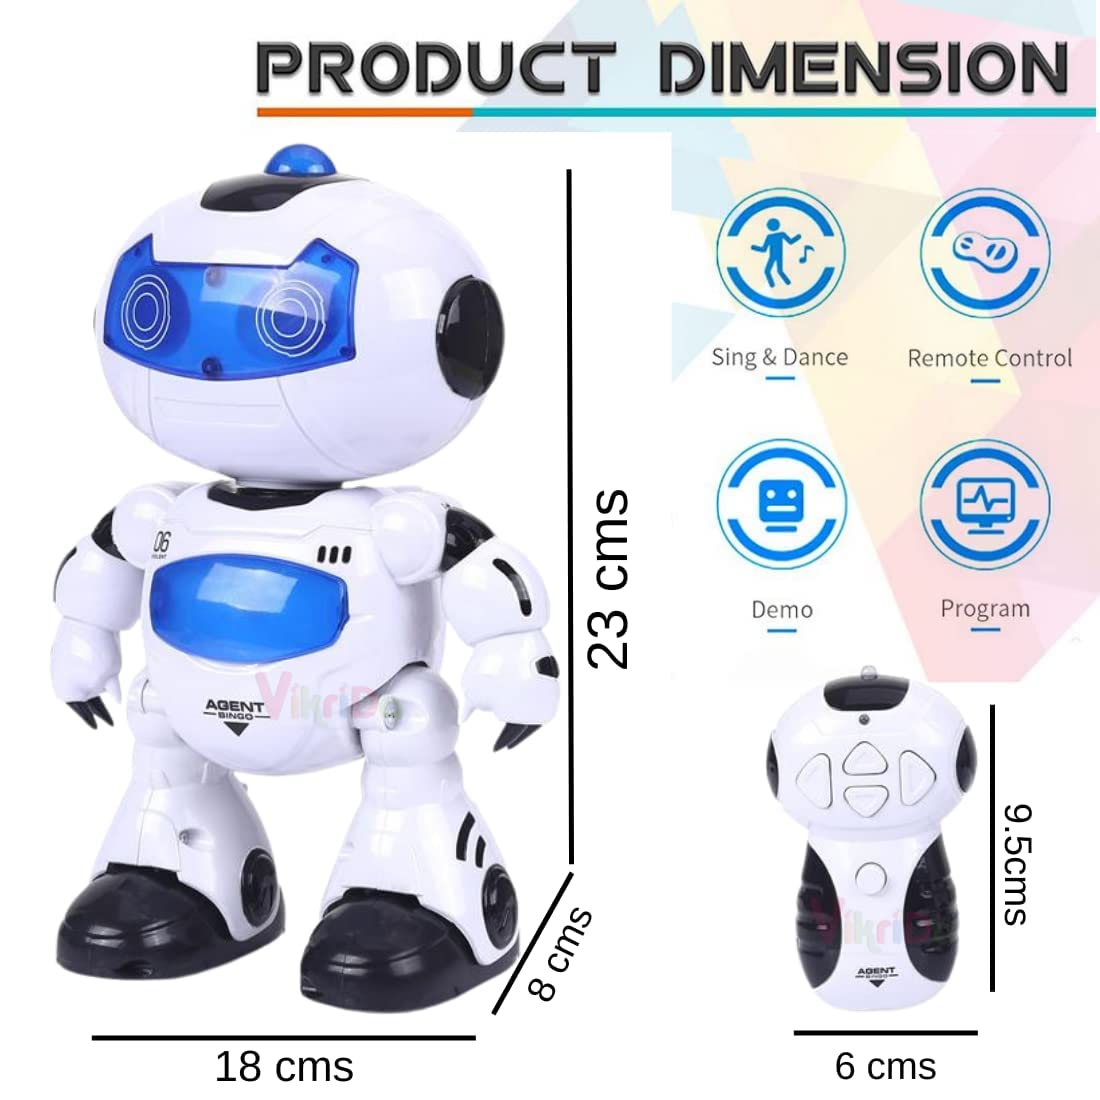 PRODUCT DIMENSION
Sing & Dance
Remote Control
Demo
Program
06
23 cms
AGENT
BINGO
VikriDa
8 cms
18 cms
9.5cms
VikriDa
AGENT
BINGO
6 cms